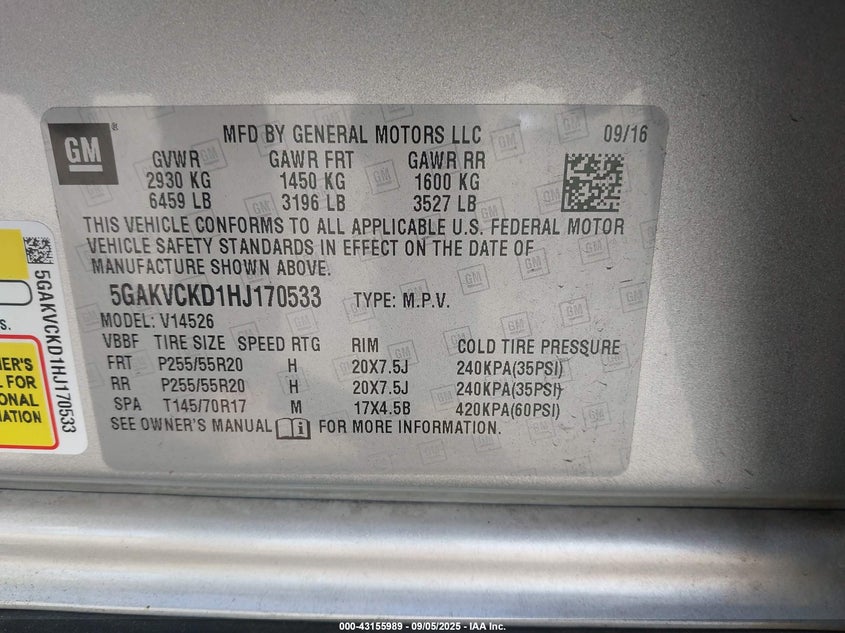 GM
MFD BY GENERAL MOTORS LLC 09/16
GVWR GAWR FRT GAWR RR
2930 KG 1450 KG 1600 KG
6459 LB 3196 LB 3527 LB
THIS VEHICLE CONFORMS TO ALL APPLICABLE U.S. FEDERAL MOTOR
VEHICLE SAFETY STANDARDS IN EFFECT ON THE DATE OF
MANUFACTURE SHOWN ABOVE.
5GAKVCKD1HJ170533 TYPE: M.P.V.
MODEL: V14526
VBBF TIRE SIZE SPEED RTG RIM COLD TIRE PRESSURE
FRT P255/55R20 H 20X7.5J 240KPA(35PSI)
RR P255/55R20 H 20X7.5J 240KPA(35PSI)
SPA T145/70R17 M 17X4.5B 420KPA(60PSI)
SEE OWNER'S MANUAL i FOR MORE INFORMATION.
5GAKVCKD1HJ170533
FOR
000-43155989 - 09/05/2025 - IAA Inc.